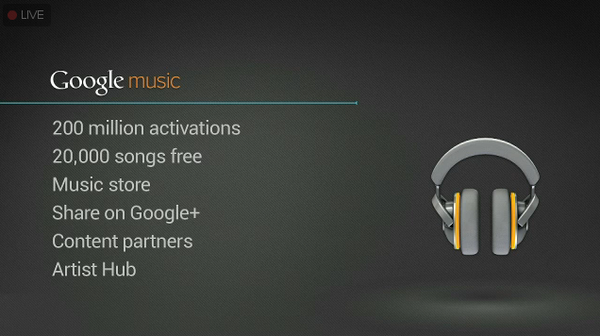 LIVE
Google music
200 million activations
20,000 songs free
Music store
Share on Google+
Content partners
Artist Hub